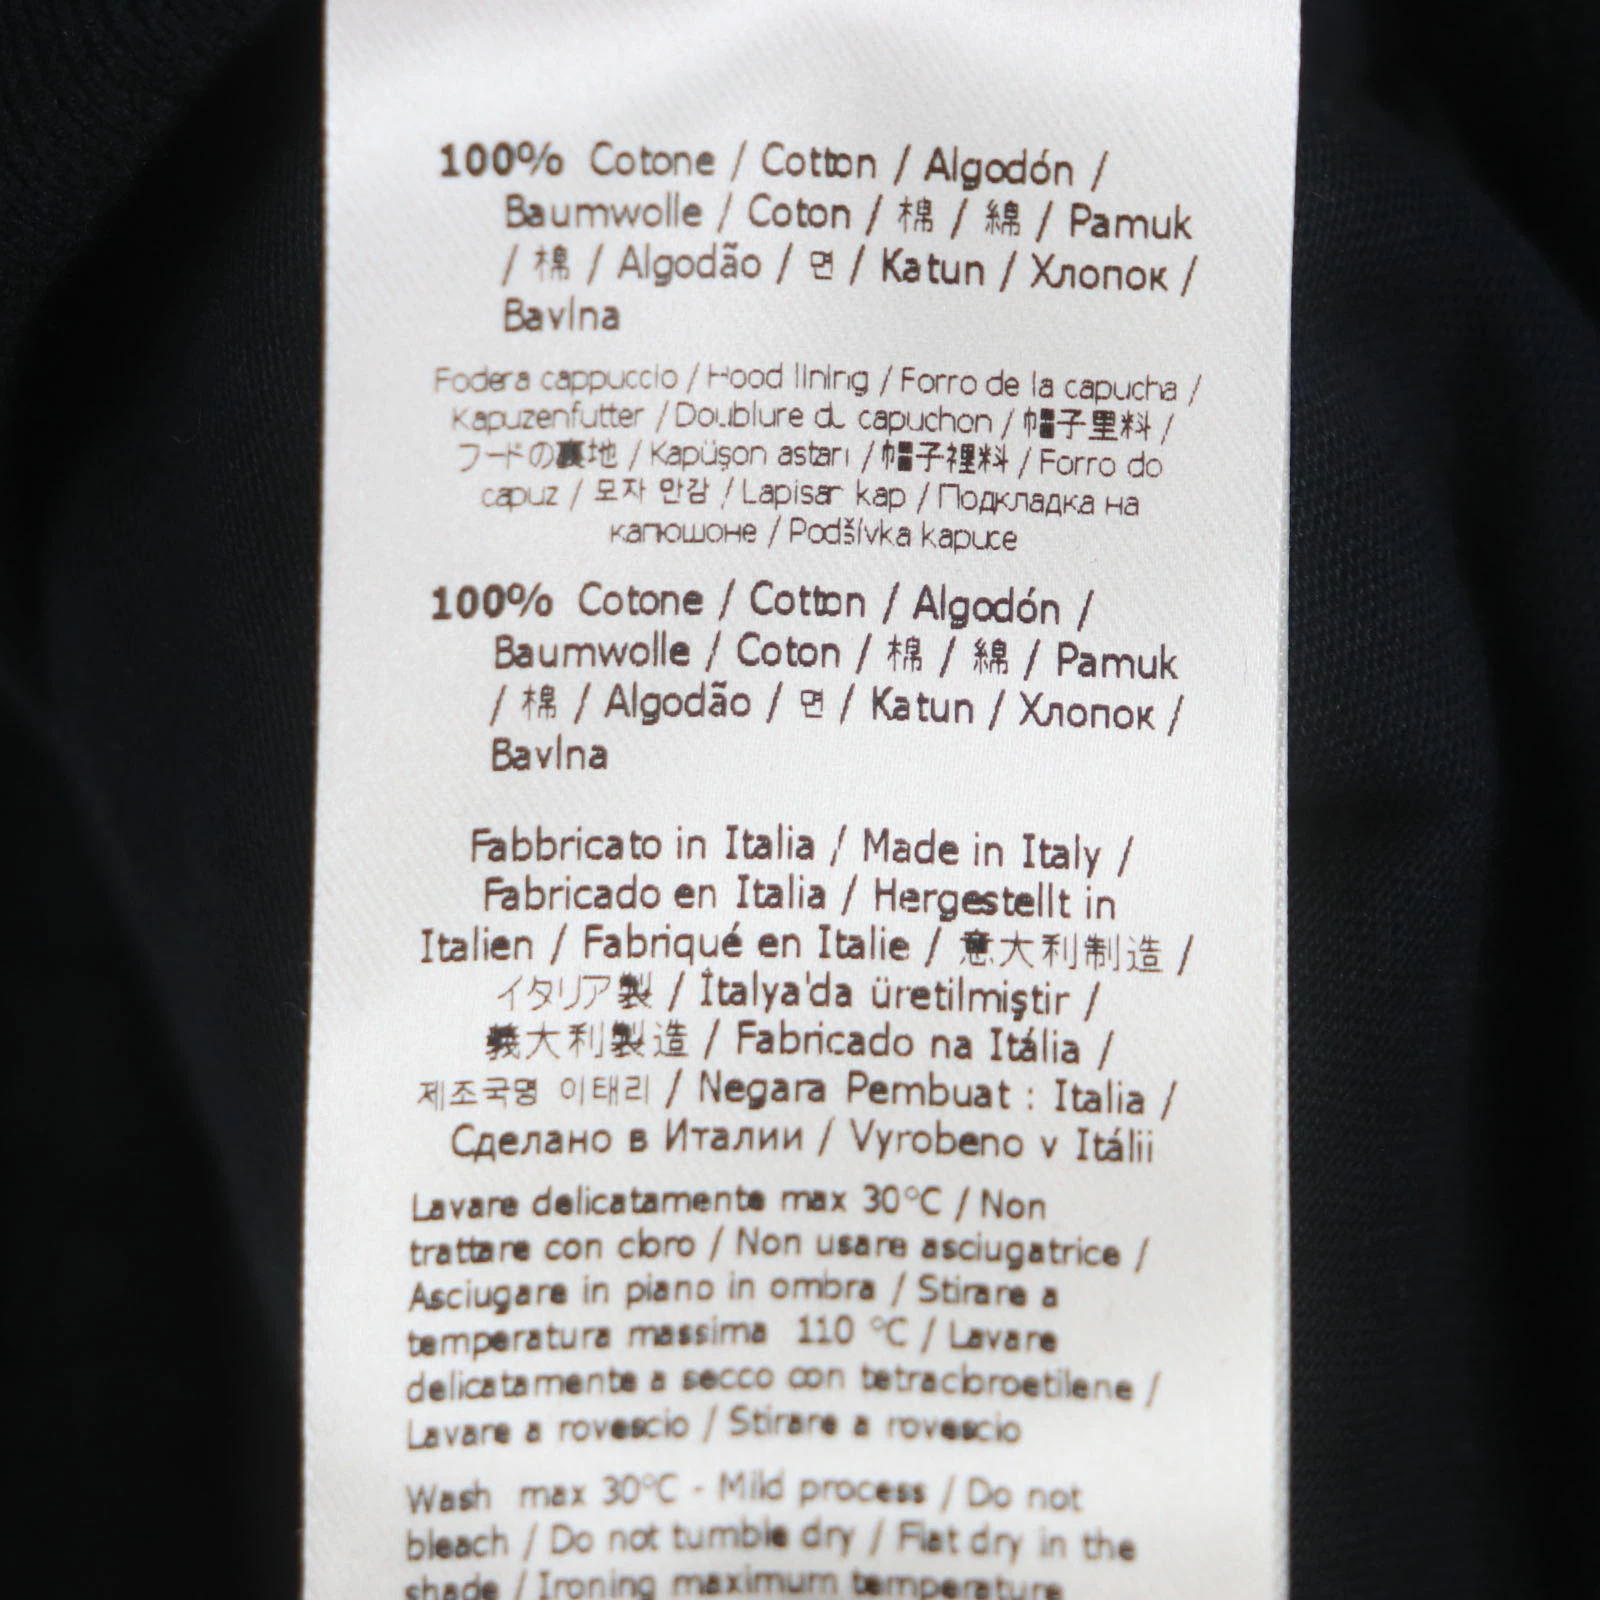 100% Cotone / Cotton / Algodón /
Baumwolle / Coton / 棉 / 綿 / Pamuk
/ 棉 / Algodão / 면 / Katun / Хлопок /
Bavlna
Fodera cappuccio / Hood lining / Forro de la capucha /
Kapuzenfutter / Doublure du capuchon / 帽子里料 /
フードの裏地 / Kapüşon astarı / 帽子裡料 / Forro do
capuz / 모자 안감 / Lapisan kap / Подкладка на
капюшоне / Podšívka kapuce
100% Cotone / Cotton / Algodón /
Baumwolle / Coton / 棉 / 綿 / Pamuk
/ 棉 / Algodão / 면 / Katun / Хлопок /
Bavlna
Fabbricato in Italia / Made in Italy /
Fabricado en Italia / Hergestellt in
Italien / Fabriqué en Italie / 意大利制造 /
イタリア製 / İtalya'da üretilmiştir /
義大利製造 / Fabricado na Itália /
제조국명 이태리 / Negara Pembuat : Italia /
Сделано в Италии / Vyrobeno v Itálii
Lavare delicatamente max 30°C / Non
trattare con cloro / Non usare asciugatrice /
Asciugare in piano in ombra / Stirare a
temperatura massima 110 °C / Lavare
delicatamente a secco con tetracloroetilene /
Lavare a rovescio / Stirare a rovescio
Wash max 30°C - Mild process / Do not
bleach / Do not tumble dry / Flat dry in the
shade / Ironing maximum temperature